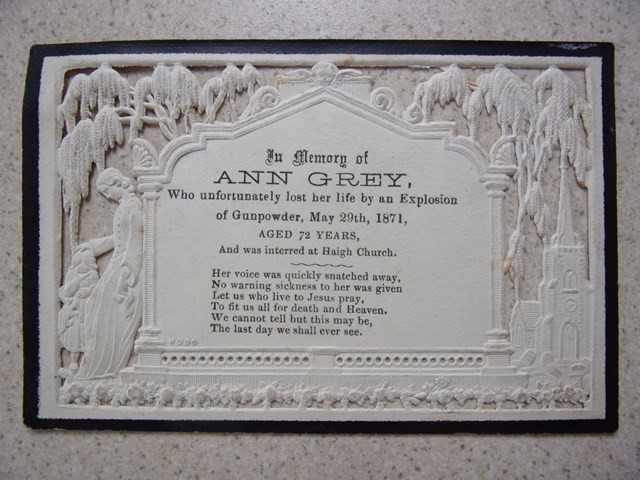 In Memory of
ANN GREY,
Who unfortunately lost her life by an Explosion
of Gunpowder, May 29th, 1871,
AGED 72 YEARS,
And was interred at Haigh Church.
Her voice was quickly snatched away,
No warning sickness to her was given
Let us who live to Jesus pray,
To fit us all for death and Heaven.
We cannot tell but this may be,
The last day we shall ever see.